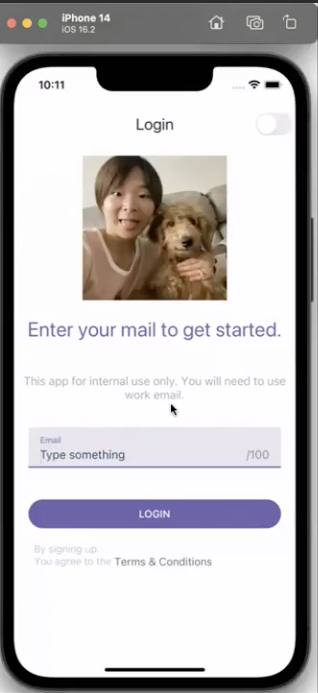 iPhone 14
iOS 16.2
10:11
Login
Enter your mail to get started.
This app for internal use only. You will need to use
work email.
Email
Type something
/100
LOGIN
By signing up.
You agree to the Terms & Conditions